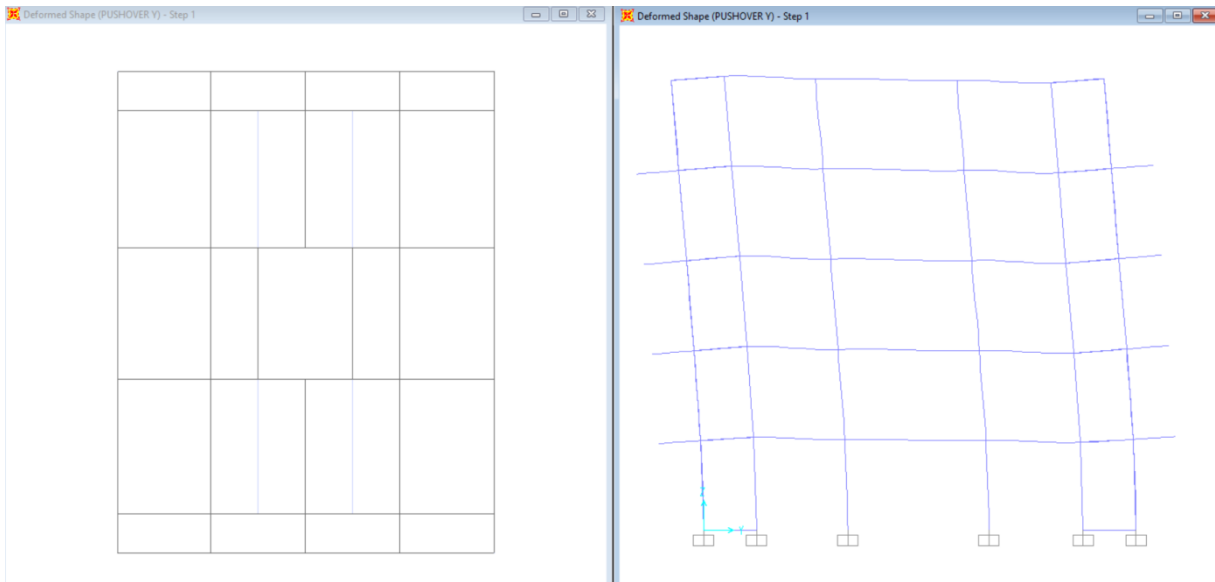 Deformed Shape (PUSHOVER Y) - Step 1
Deformed Shape (PUSHOVER Y) - Step 1
Z
Y